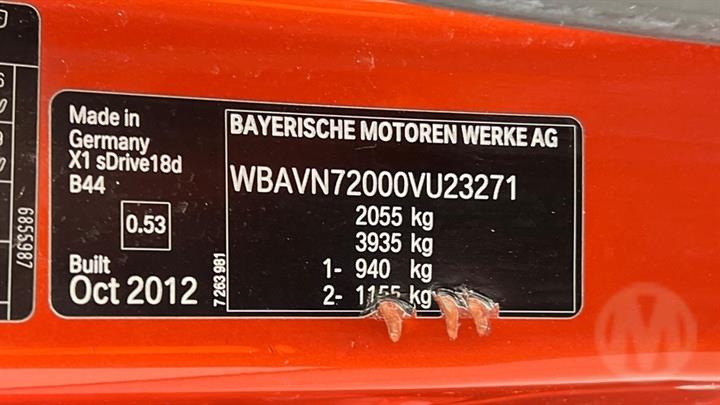 Made in
Germany
X1 sDrive18d
B44
0.53
Built
Oct 2012
7 263 981
BAYERISCHE MOTOREN WERKE AG
WBAVN72000VU23271
2055 kg
3935 kg
1- 940 kg
2- 1155 kg
6855987
M